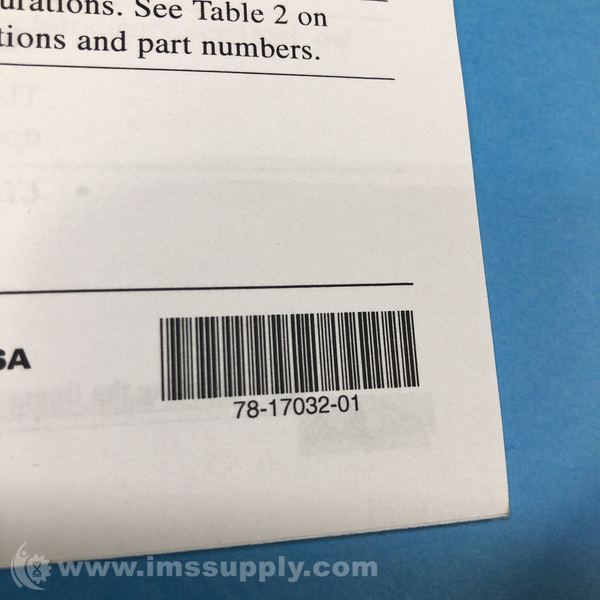 urations. See Table 2 on
tions and part numbers.
SA
78-17032-01
www.imssupply.com